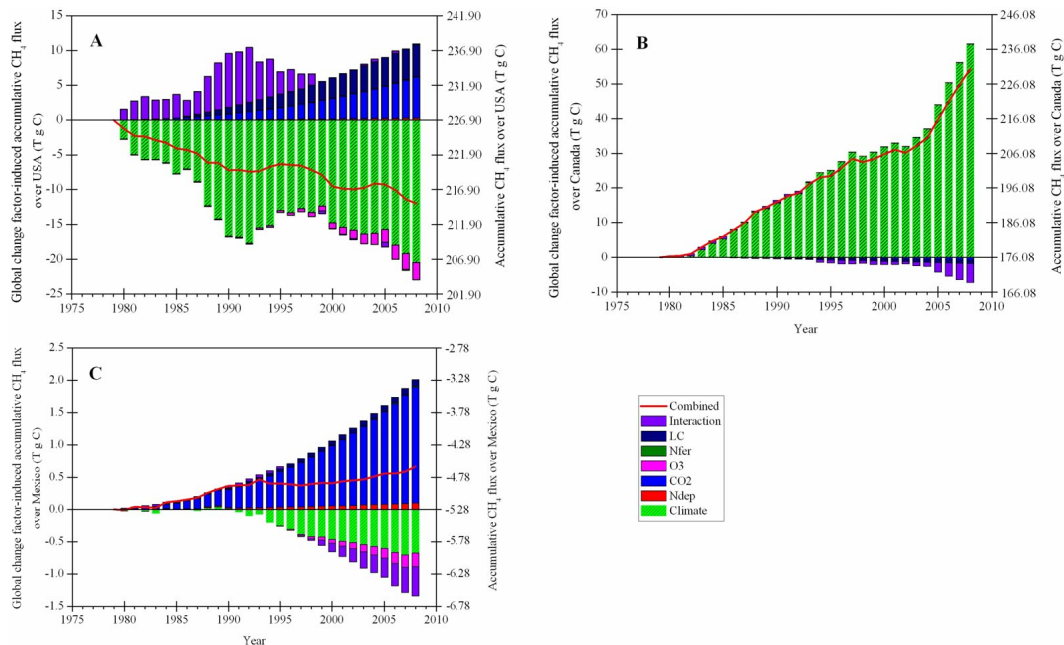 A
Global change factor-induced accumulative CH4 flux
over USA (T g C)
15
10
5
0
-5
-10
-15
-20
-25
241.90
236.90
231.90
226.90
221.90
216.90
211.90
206.90
201.90
Accumulative CH4 flux over USA (T g C)
1975 1980 1985 1990 1995 2000 2005 2010
B
Global change factor-induced accumulative CH4 flux
over Canada (T g C)
70
60
50
40
30
20
10
0
-10
246.08
236.08
226.08
216.08
206.08
196.08
186.08
176.08
166.08
Accumulative CH4 flux over Canada (T g C)
1975 1980 1985 1990 1995 2000 2005 2010
Year
C
Global change factor-induced accumulative CH4 flux
over Mexico (T g C)
2.5
2.0
1.5
1.0
0.5
0.0
-0.5
-1.0
-1.5
-2.78
-3.28
-3.78
-4.28
-4.78
-5.28
-5.78
-6.28
-6.78
Accumulative CH4 flux over Mexico (T g C)
1975 1980 1985 1990 1995 2000 2005 2010
Year
Combined
Interaction
LC
Nfer
O3
CO2
Ndep
Climate